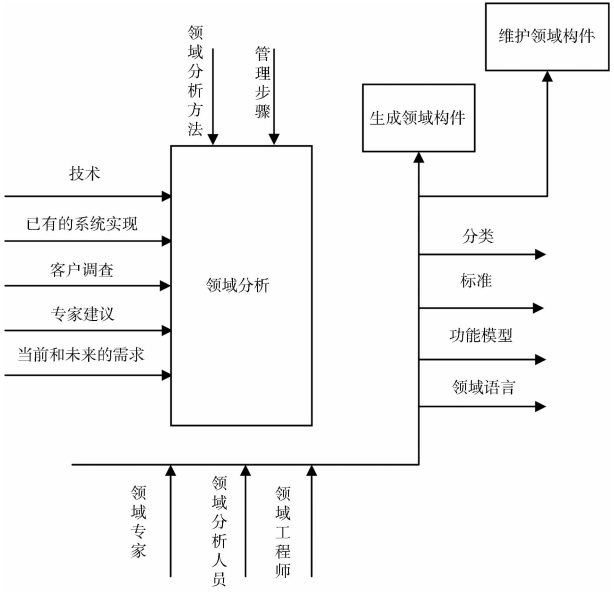 维护领域构件
生成领域构件
领域分析方法
管理步骤
技术
已有的系统实现
客户调查
专家建议
当前和未来的需求
领域分析
分类
标准
功能模型
领域语言
领域专家
领域分析人员
领域工程师